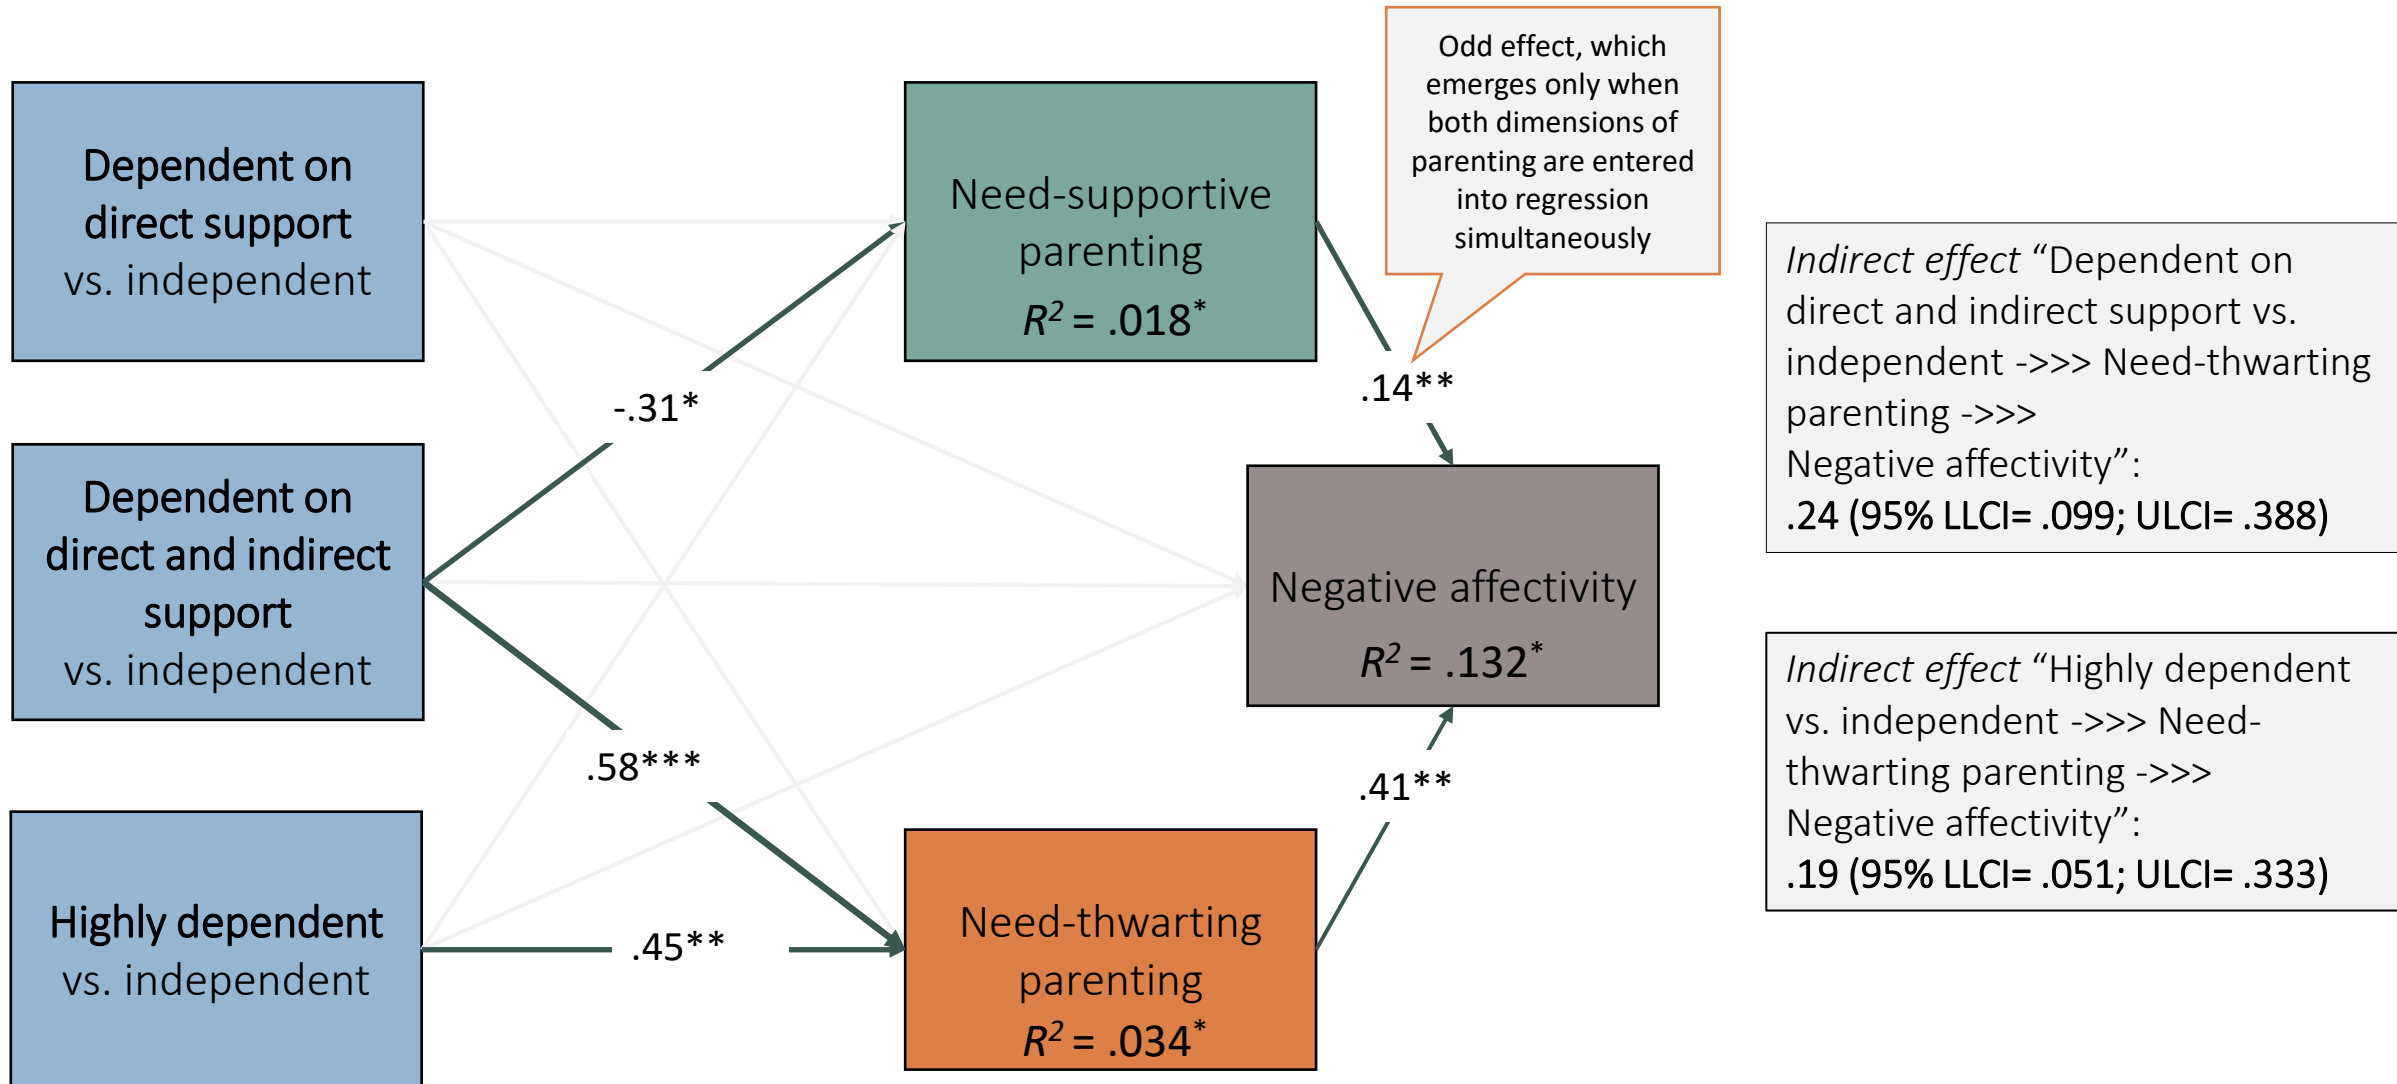 Dependent on
direct support
vs. independent
Dependent on
direct and indirect
support
vs. independent
Highly dependent
vs. independent
-.31*
.58***
.45**
Need-supportive
parenting
R² = .018*
Need-thwarting
parenting
R² = .034*
Odd effect, which
emerges only when
both dimensions of
parenting are entered
into regression
simultaneously
.14**
.41**
Negative affectivity
R² = .132*
Indirect effect “Dependent on
direct and indirect support vs.
independent ->>> Need-thwarting
parenting ->>>
Negative affectivity”:
.24 (95% LLCI= .099; ULCI= .388)
Indirect effect “Highly dependent
vs. independent ->>> Need-
thwarting parenting ->>>
Negative affectivity”:
.19 (95% LLCI= .051; ULCI= .333)